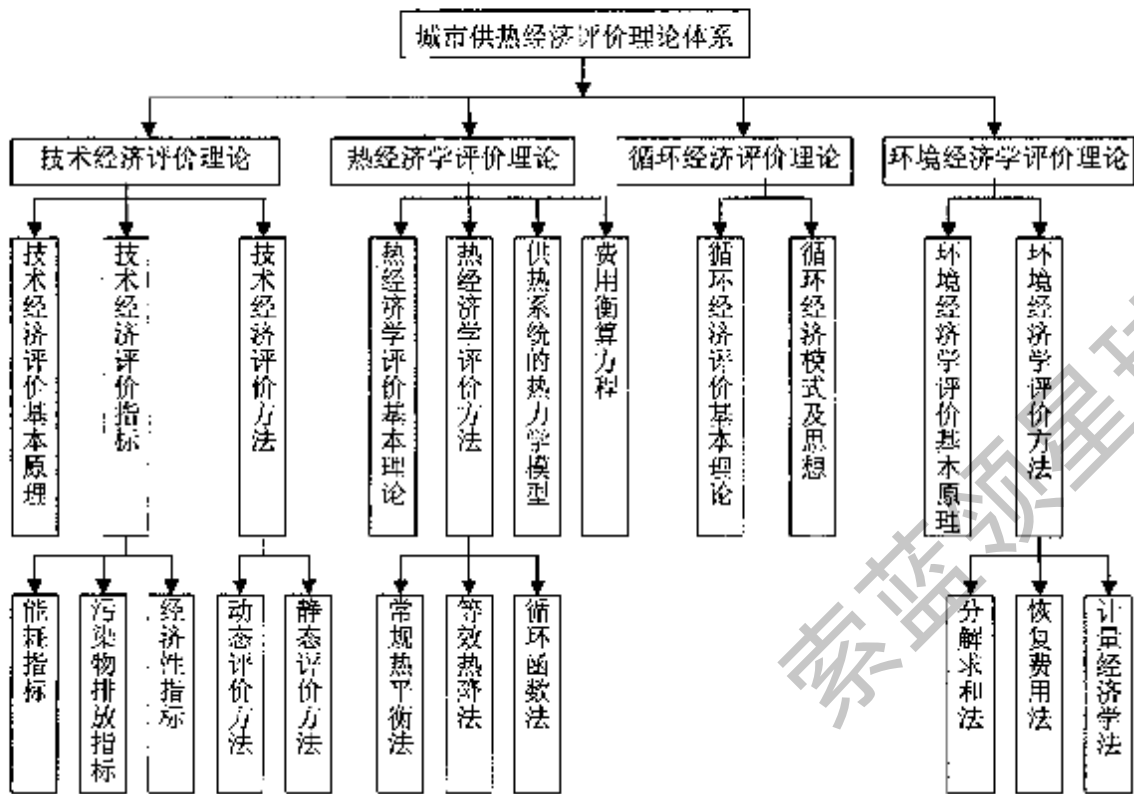 城市供热经济评价理论体系
技术经济评价理论
热经济学评价理论
循环经济评价理论
环境经济学评价理论
技术经济评价基本原理
技术经济评价指标
技术经济评价方法
热经济学评价基本理论
热经济学评价方法
供热系统的热力学模型
费用衡算方程
循环经济评价基本理论
循环经济模式及思想
环境经济学评价基本原理
环境经济学评价方法
能耗指标
污染物排放指标
经济性指标
动态评价方法
静态评价方法
常规热平衡法
等效热降法
循环函数法
分解求和法
恢复费用法
计量经济学法
索蓝领星